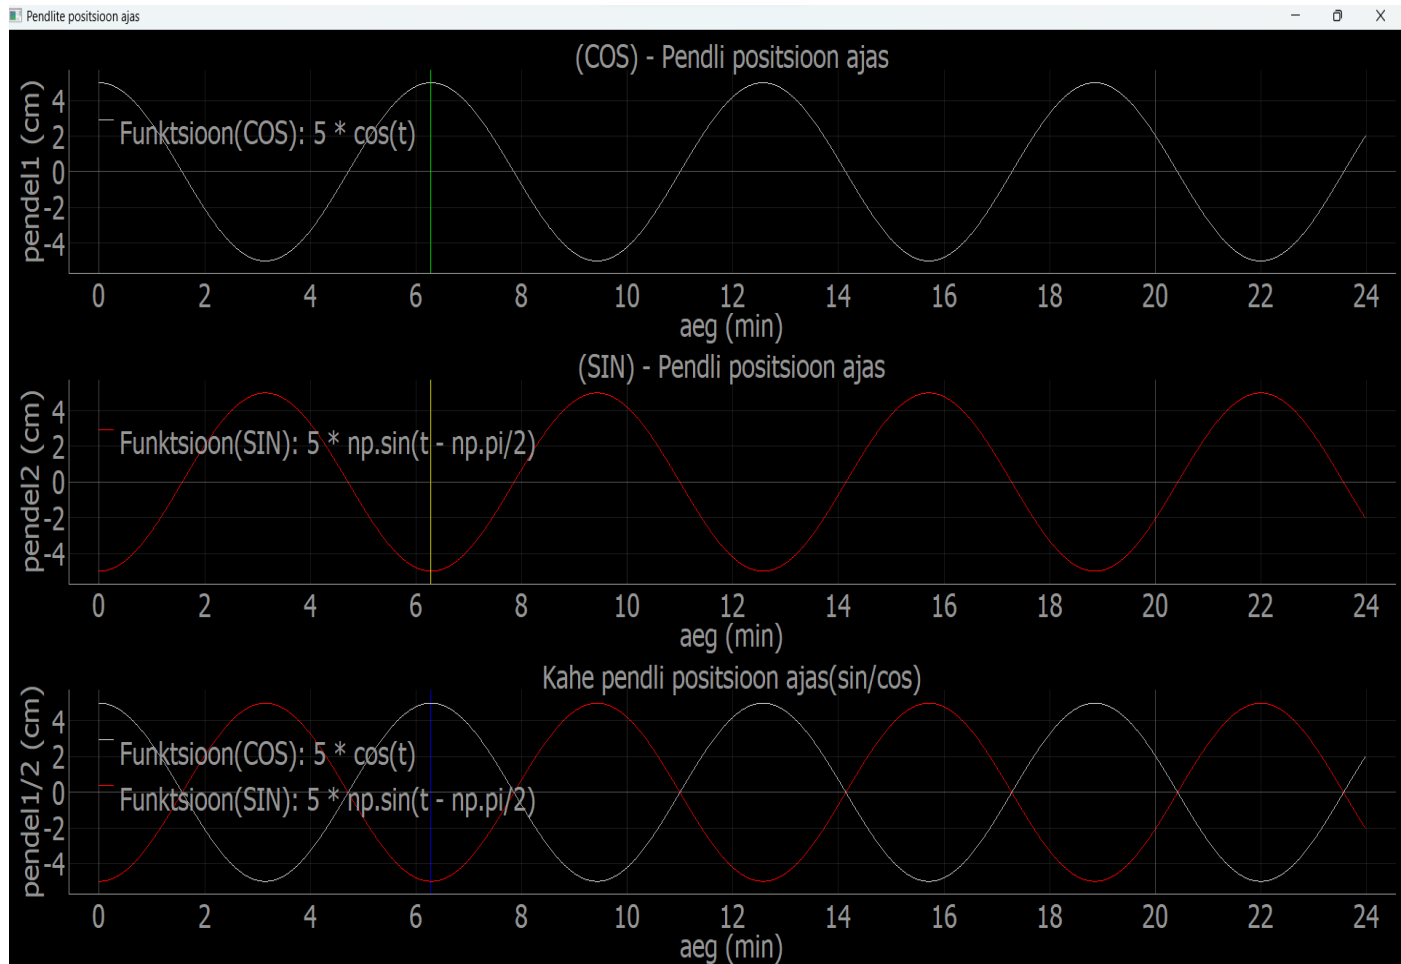 Pendlite positsioon ajas
(COS) - Pendli positsioon ajas
pendel1 (cm)
4
2
0
-2
-4
Funktsioon(COS): 5 * cos(t)
0 2 4 6 8 10 12 14 16 18 20 22 24
aeg (min)
(SIN) - Pendli positsioon ajas
pendel2 (cm)
4
2
0
-2
-4
Funktsioon(SIN): 5 * np.sin(t - np.pi/2)
0 2 4 6 8 10 12 14 16 18 20 22 24
aeg (min)
Kahe pendli positsioon ajas(sin/cos)
pendel1/2 (cm)
4
2
0
-2
-4
Funktsioon(COS): 5 * cos(t)
Funktsioon(SIN): 5 * np.sin(t - np.pi/2)
0 2 4 6 8 10 12 14 16 18 20 22 24
aeg (min)